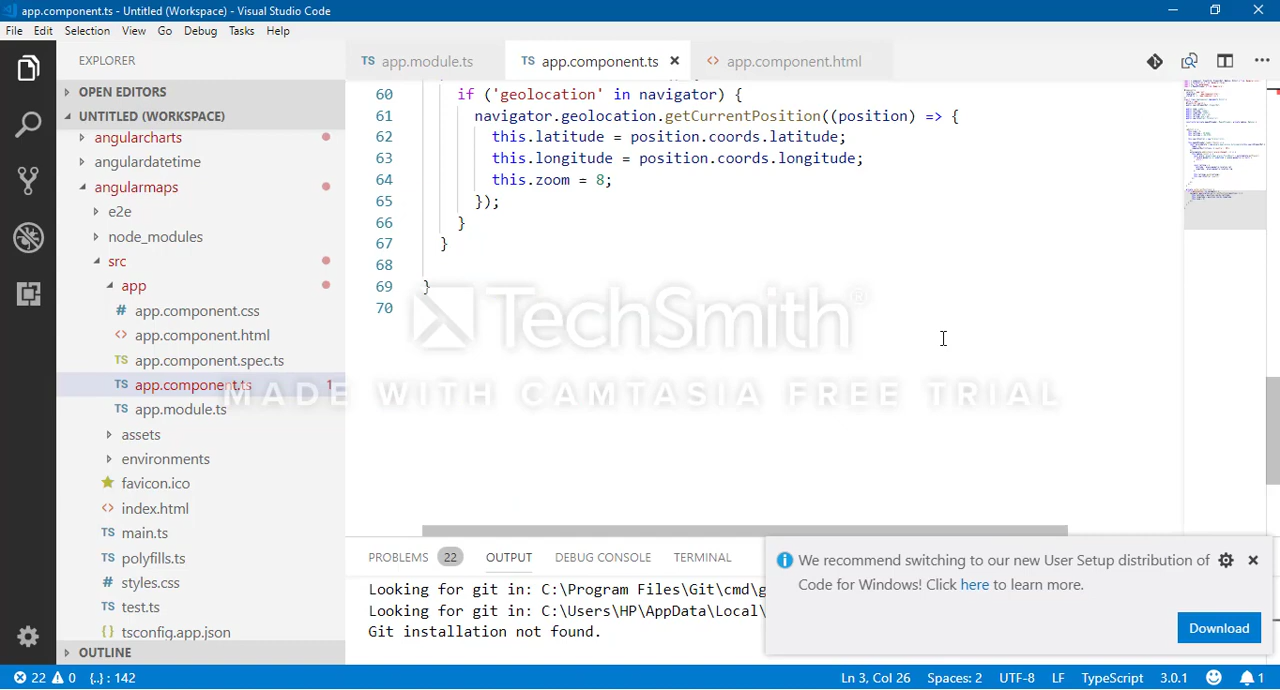 app.component.ts - Untitled (Workspace) - Visual Studio Code
File Edit Selection View Go Debug Tasks Help
EXPLORER
OPEN EDITORS
UNTITLED (WORKSPACE)
angularcharts
angulardatetime
angularmaps
e2e
node_modules
src
app
# app.component.css
<> app.component.html
TS app.component.spec.ts
TS app.component.ts 1
TS app.module.ts
assets
environments
favicon.ico
<> index.html
TS main.ts
TS polyfills.ts
# styles.css
TS test.ts
{} tsconfig.app.json
OUTLINE
TS app.module.ts TS app.component.ts <> app.component.html
60 if ('geolocation' in navigator) {
61 navigator.geolocation.getCurrentPosition((position) => {
62 this.latitude = position.coords.latitude;
63 this.longitude = position.coords.longitude;
64 this.zoom = 8;
65 });
66 }
67 }
68
69 }
70
TechSmith®
MADE WITH CAMTASIA FREE TRIAL
PROBLEMS 22 OUTPUT DEBUG CONSOLE TERMINAL
Looking for git in: C:\Program Files\Git\cmd\g
Looking for git in: C:\Users\HP\AppData\Local\
Git installation not found.
We recommend switching to our new User Setup distribution of
Code for Windows! Click here to learn more.
Download
22 0 {..} : 142 Ln 3, Col 26 Spaces: 2 UTF-8 LF TypeScript 3.0.1 1